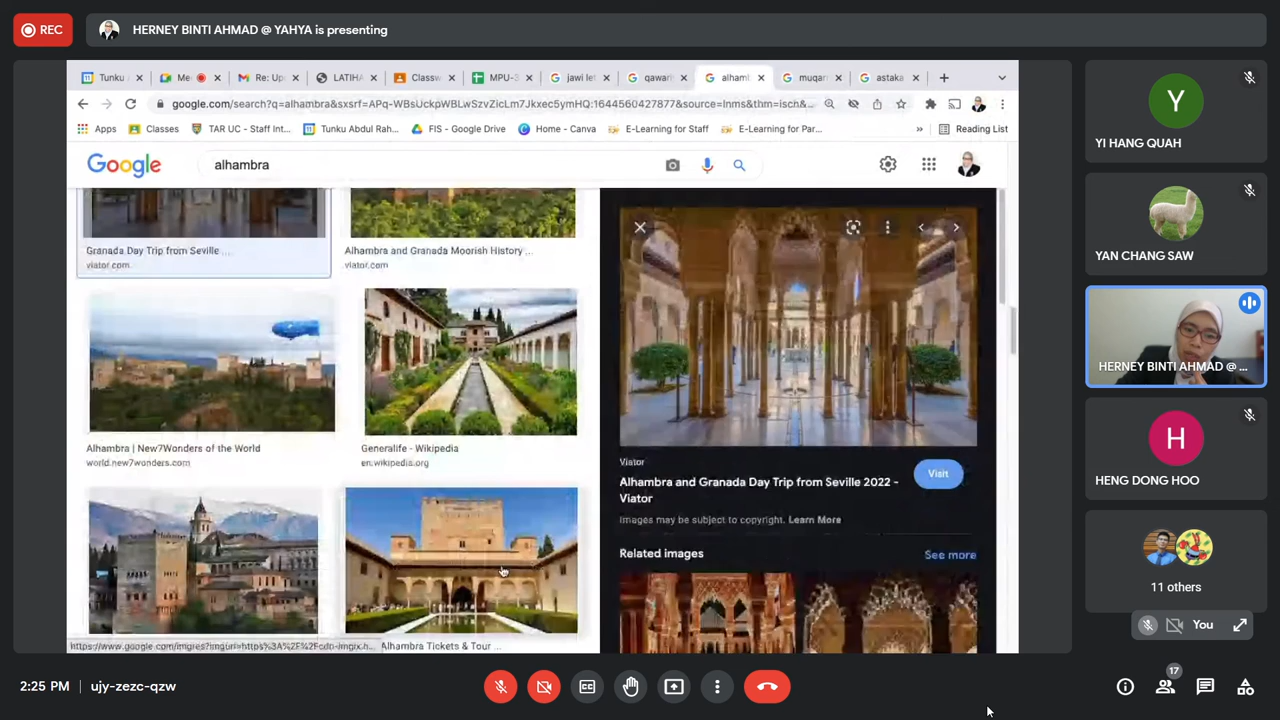 REC
HERNEY BINTI AHMAD @ YAHYA is presenting
Tunku
Me
Re: Up
LATIHA
Classw
MPU-3
jawi let
qawari
alham
muqar
astaka
google.com/search?q=alhambra&sxsrf=APq-WBsUckpWBLwSzvZicLm7Jkxec5ymHQ:1644560427877&source=lnms&tbm=isch&...
Apps
Classes
TAR UC - Staff Int...
Tunku Abdul Rah...
FIS - Google Drive
Home - Canva
E-Learning for Staff
E-Learning for Par...
»
Reading List
Google
alhambra
Granada Day Trip from Seville ...
viator.com
Alhambra and Granada Moorish History ...
viator.com
Alhambra | New7Wonders of the World
world.new7wonders.com
Generalife - Wikipedia
en.wikipedia.org
Viator
Alhambra and Granada Day Trip from Seville 2022 -
Viator
Visit
Images may be subject to copyright. Learn More
Related images
See more
Alhambra Tickets & Tour ...
YI HANG QUAH
YAN CHANG SAW
HERNEY BINTI AHMAD @ ...
HENG DONG HOO
11 others
You
2:25 PM
ujy-zezc-qzw
17
Y
H